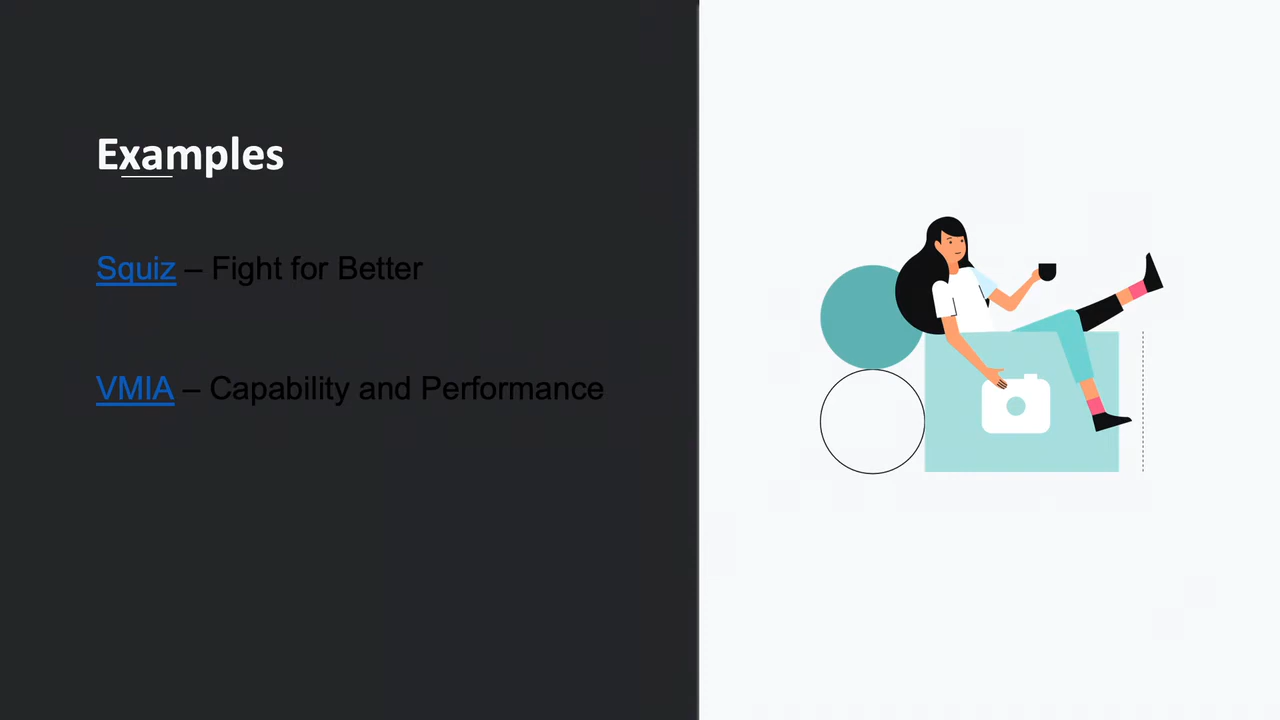 Examples
Squiz – Fight for Better
VMIA – Capability and Performance